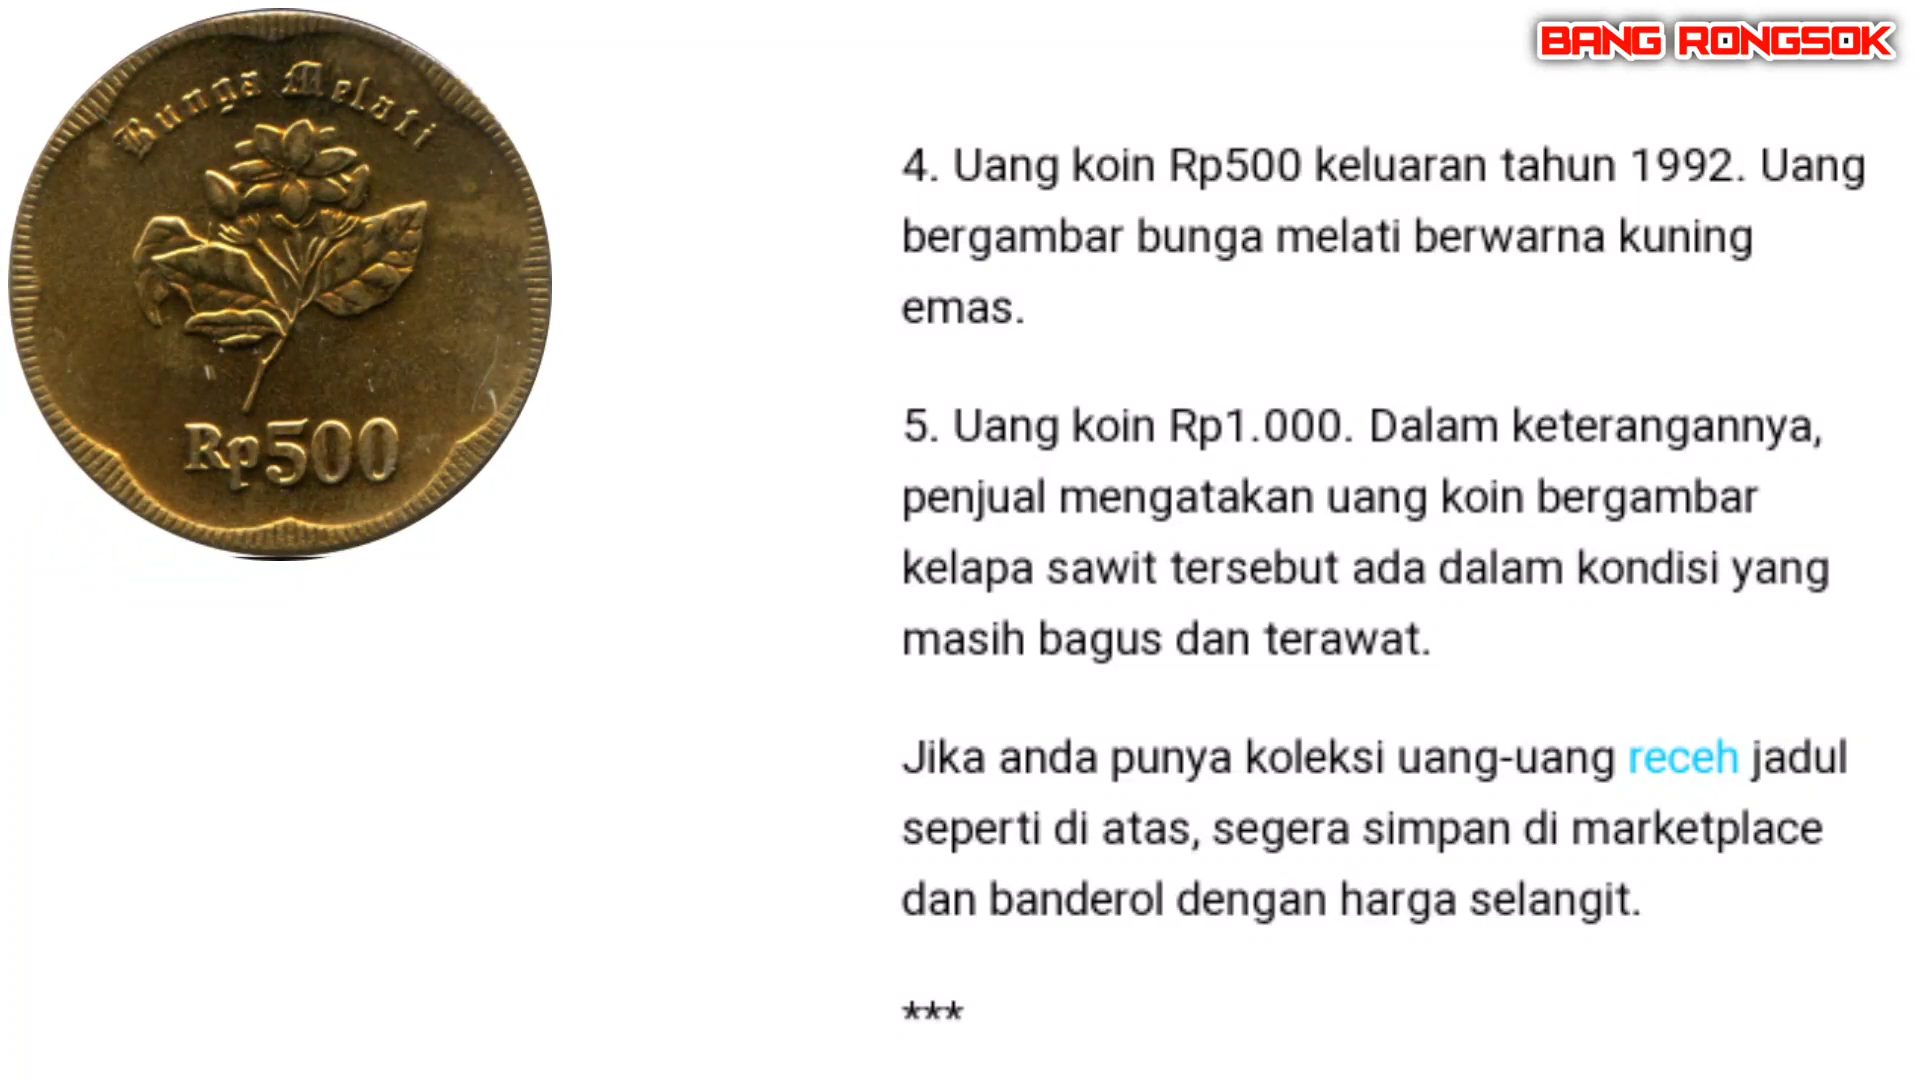 Bunga Melati
Rp500
BANG RONGSOK
4. Uang koin Rp500 keluaran tahun 1992. Uang
bergambar bunga melati berwarna kuning
emas.
5. Uang koin Rp1.000. Dalam keterangannya,
penjual mengatakan uang koin bergambar
kelapa sawit tersebut ada dalam kondisi yang
masih bagus dan terawat.
Jika anda punya koleksi uang-uang receh jadul
seperti di atas, segera simpan di marketplace
dan banderol dengan harga selangit.
***